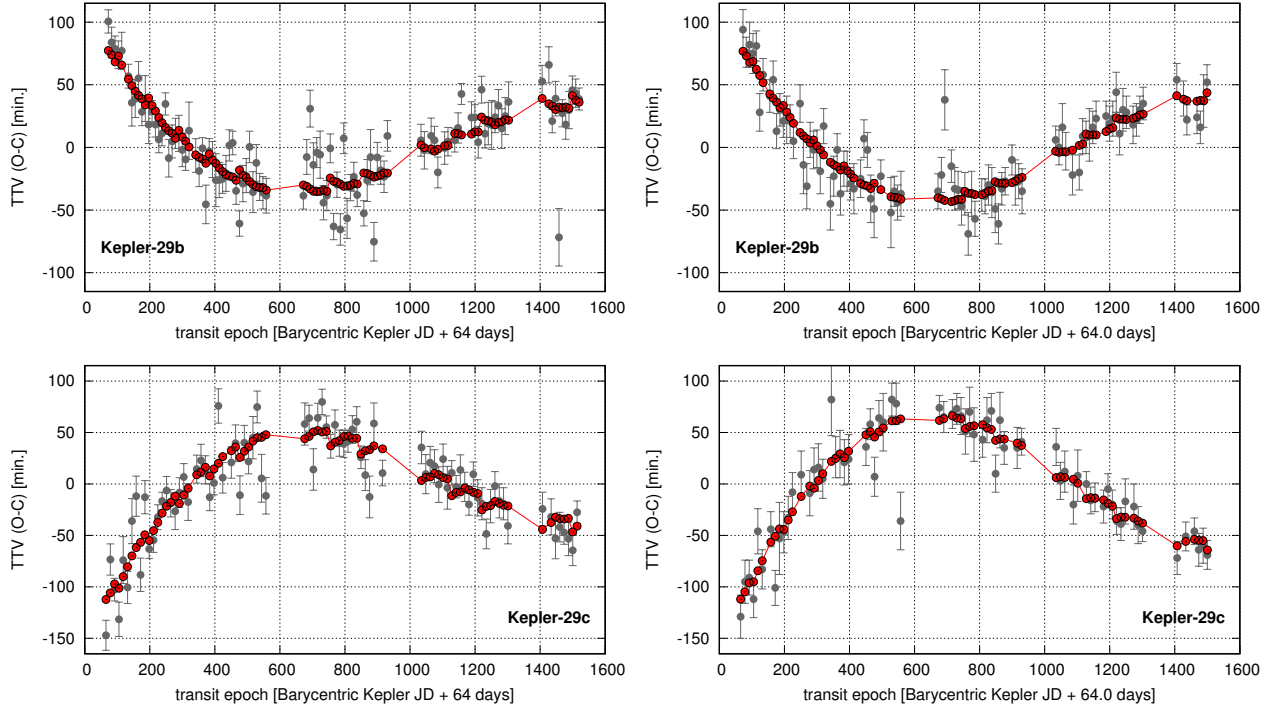 100
50
0
-50
-100
TTV (O-C) [min.]
Kepler-29b
0 200 400 600 800 1000 1200 1400 1600
transit epoch [Barycentric Kepler JD + 64 days]
100
50
0
-50
-100
TTV (O-C) [min.]
Kepler-29b
0 200 400 600 800 1000 1200 1400 1600
transit epoch [Barycentric Kepler JD + 64.0 days]
100
50
0
-50
-100
-150
TTV (O-C) [min.]
Kepler-29c
0 200 400 600 800 1000 1200 1400 1600
transit epoch [Barycentric Kepler JD + 64 days]
100
50
0
-50
-100
-150
TTV (O-C) [min.]
Kepler-29c
0 200 400 600 800 1000 1200 1400 1600
transit epoch [Barycentric Kepler JD + 64.0 days]